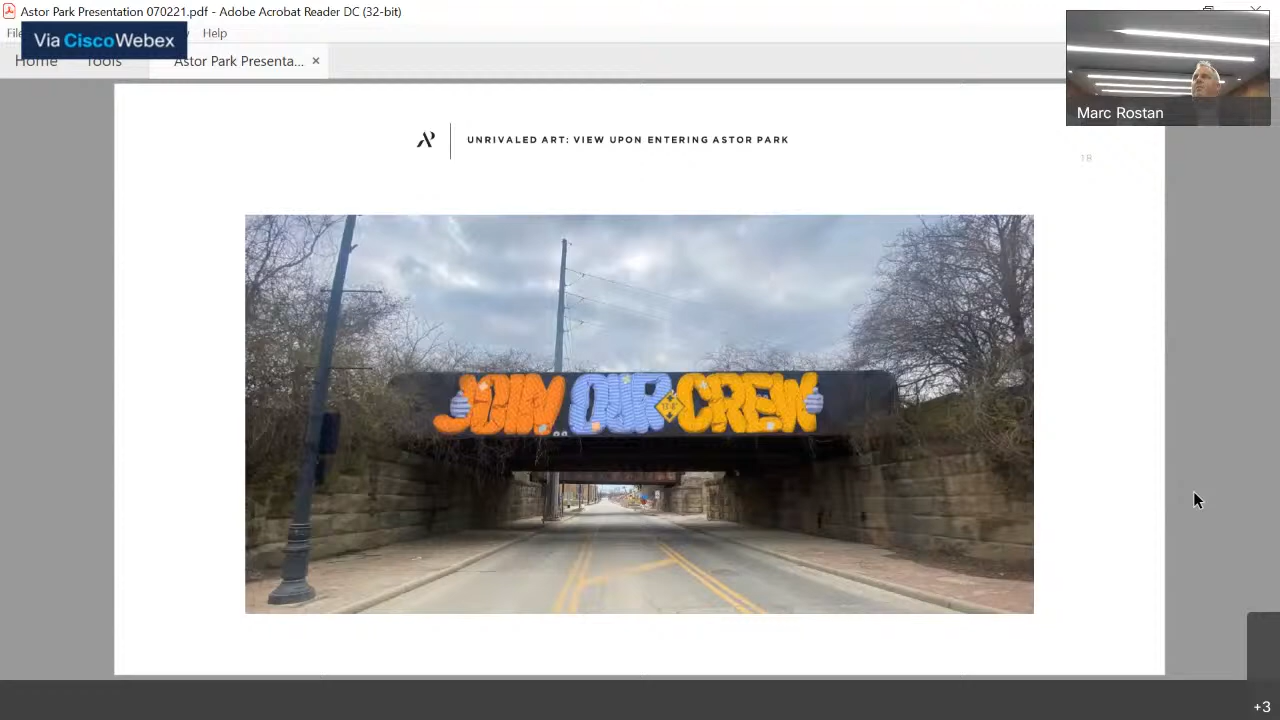 Astor Park Presentation 070221.pdf - Adobe Acrobat Reader DC (32-bit)
Help
Via Cisco Webex
Home
Tools
Astor Park Presenta... ×
Marc Rostan
UNRIVALED ART: VIEW UPON ENTERING ASTOR PARK
18
JOIN OUR CREW
+3